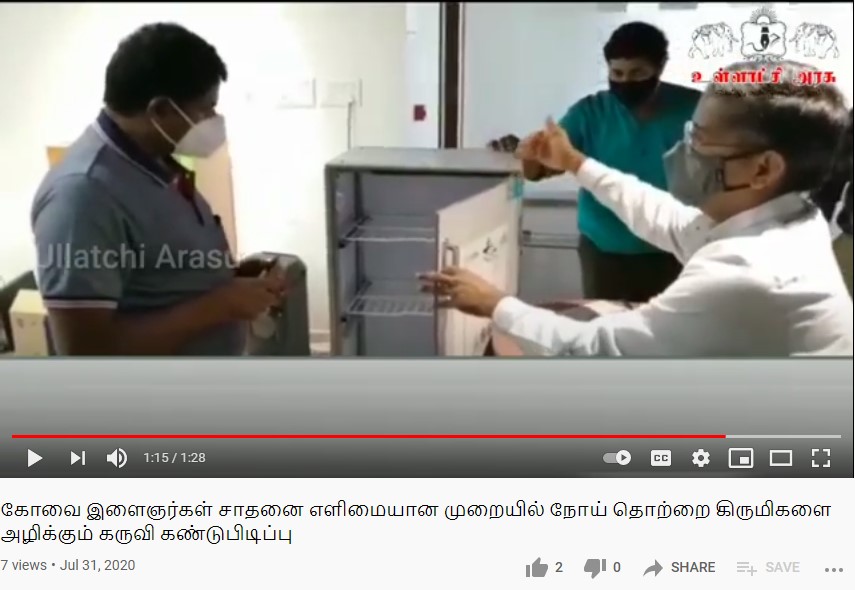 உள்ளாட்சி அரசு
Ullatchi Arasu
1:15 / 1:28
CC
கோவை இளைஞர்கள் சாதனை எளிமையான முறையில் நோய் தொற்றை கிருமிகளை
அழிக்கும் கருவி கண்டுபிடிப்பு
7 views • Jul 31, 2020
2
0
SHARE
SAVE